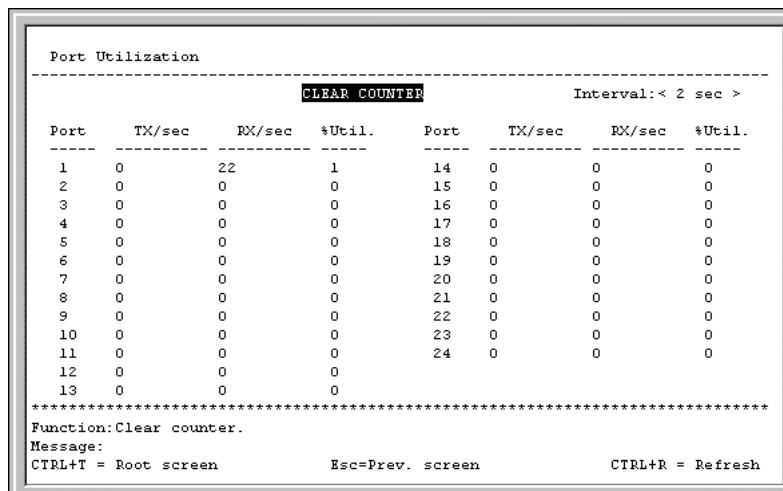 Port Utilization
CLEAR COUNTER Interval:< 2 sec >
Port TX/sec RX/sec %Util. Port TX/sec RX/sec %Util.
----- ----------- --------- ----- ----- ----------- --------- -----
1 0 22 1 14 0 0 0
2 0 0 0 15 0 0 0
3 0 0 0 16 0 0 0
4 0 0 0 17 0 0 0
5 0 0 0 18 0 0 0
6 0 0 0 19 0 0 0
7 0 0 0 20 0 0 0
8 0 0 0 21 0 0 0
9 0 0 0 22 0 0 0
10 0 0 0 23 0 0 0
11 0 0 0 24 0 0 0
12 0 0 0
13 0 0 0
*******************************************************************************
Function:Clear counter.
Message:
CTRL+T = Root screen Esc=Prev. screen CTRL+R = Refresh